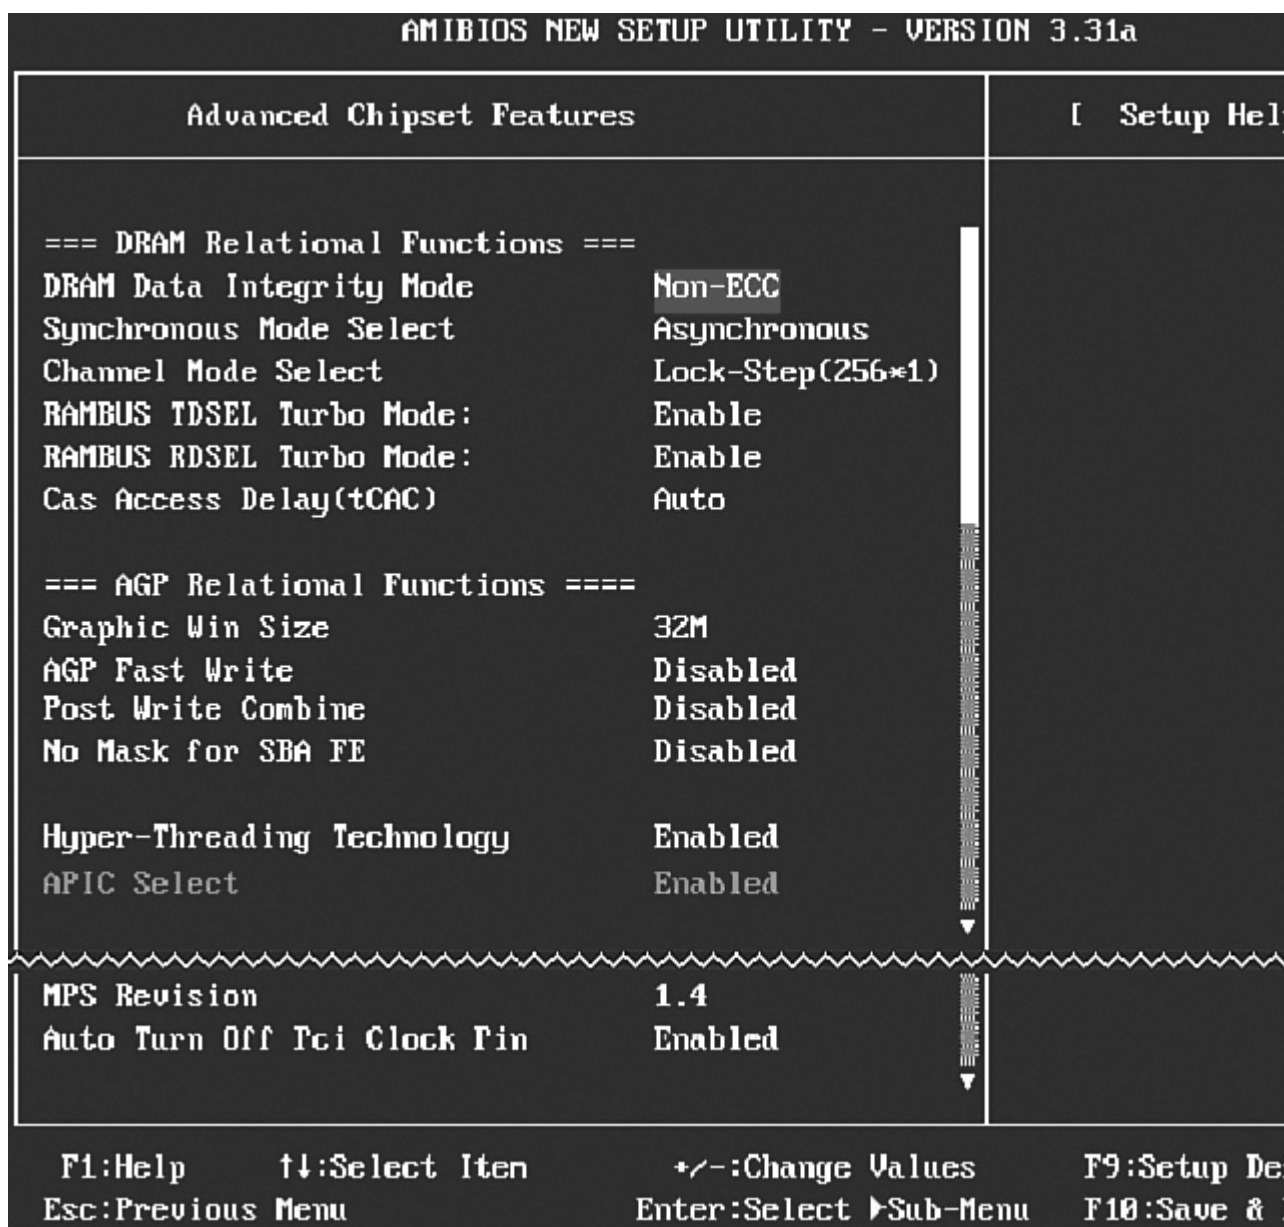 AMIBIOS NEW SETUP UTILITY - VERSION 3.31a
Advanced Chipset Features
[ Setup Hel
=== DRAM Relational Functions ===
DRAM Data Integrity Mode Non-ECC
Synchronous Mode Select Asynchronous
Channel Mode Select Lock-Step(256*1)
RAMBUS TDSEL Turbo Mode: Enable
RAMBUS RDSEL Turbo Mode: Enable
Cas Access Delay(tCAC) Auto
=== AGP Relational Functions ====
Graphic Win Size 32M
AGP Fast Write Disabled
Post Write Combine Disabled
No Mask for SBA FE Disabled
Hyper-Threading Technology Enabled
APIC Select Enabled
MPS Revision 1.4
Auto Turn Off Pci Clock Pin Enabled
F1:Help ↑↓:Select Item +/-:Change Values F9:Setup De
Esc:Previous Menu Enter:Select ▶Sub-Menu F10:Save &